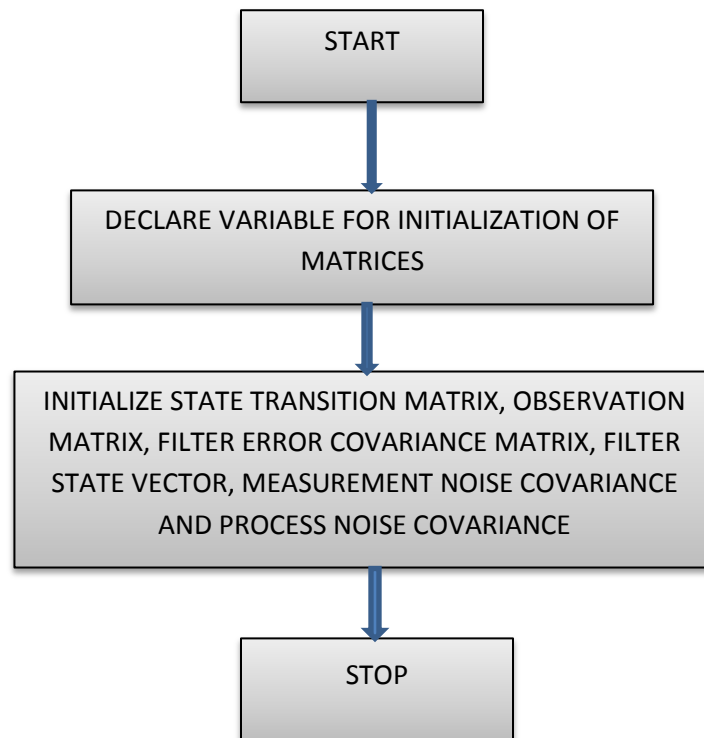 START
DECLARE VARIABLE FOR INITIALIZATION OF
MATRICES
INITIALIZE STATE TRANSITION MATRIX, OBSERVATION
MATRIX, FILTER ERROR COVARIANCE MATRIX, FILTER
STATE VECTOR, MEASUREMENT NOISE COVARIANCE
AND PROCESS NOISE COVARIANCE
STOP